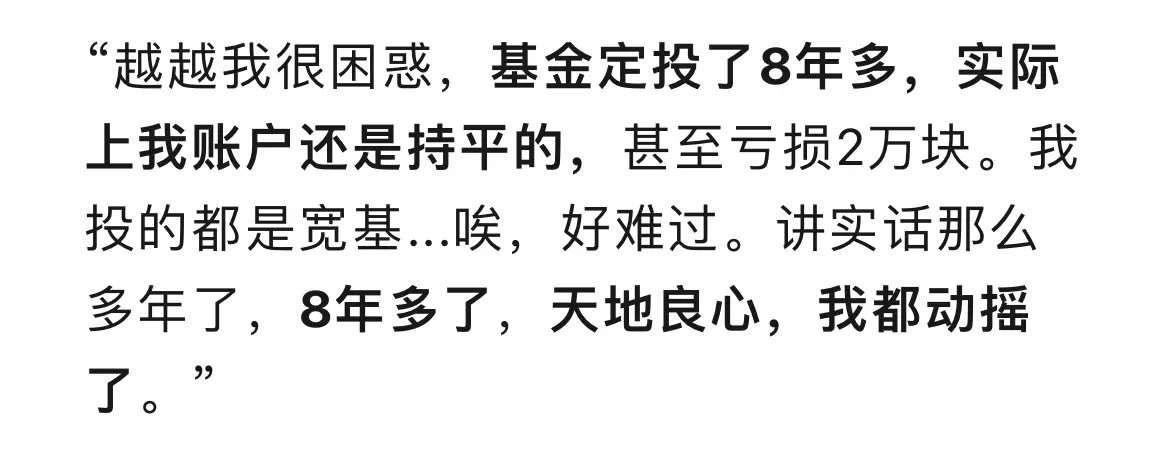 “越越我很困惑，基金定投了8年多，实际
上我账户还是持平的，甚至亏损2万块。我
投的都是宽基...唉，好难过。讲实话那么
多年了，8年多了，天地良心，我都动摇
了。”